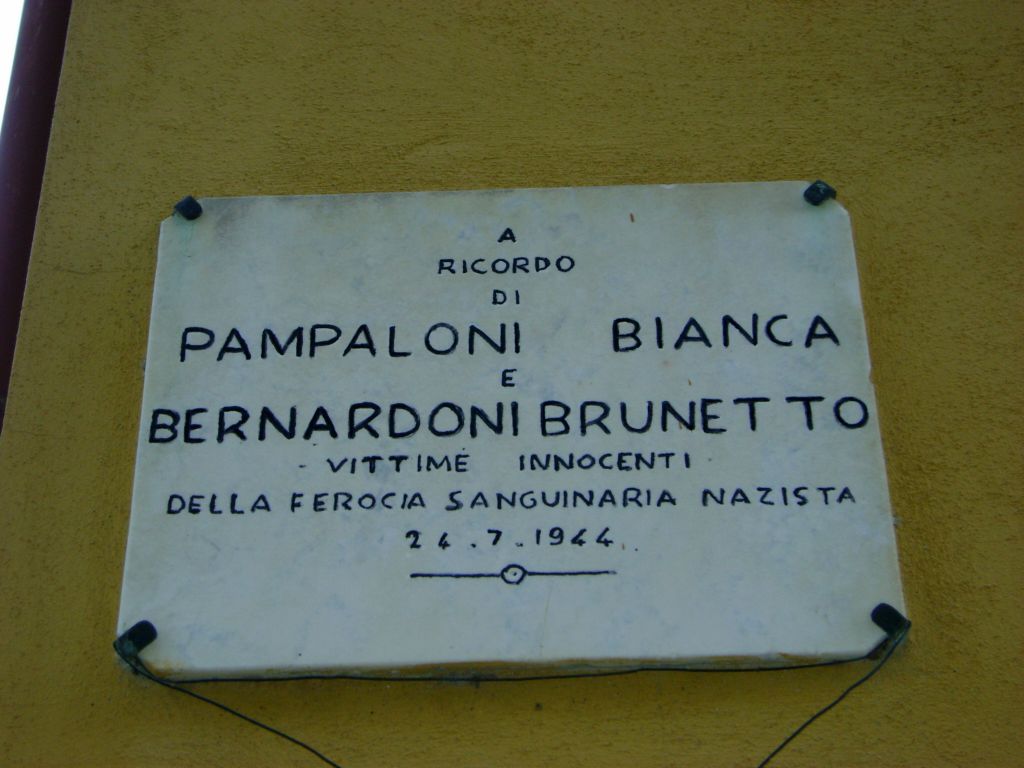 A
RICORDO
DI
PAMPALONI BIANCA
E
BERNARDONI BRUNETTO
VITTIME INNOCENTI
DELLA FEROCIA SANGUINARIA NAZISTA
24.7.1944